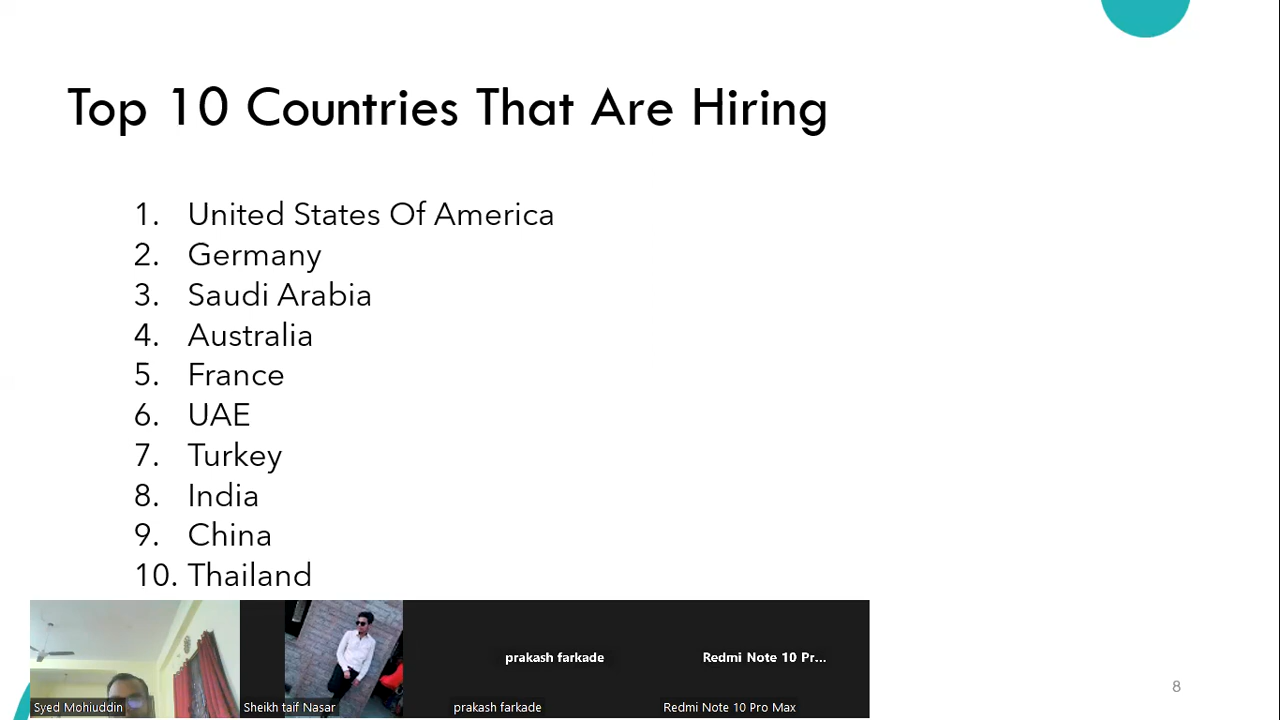 Top 10 Countries That Are Hiring
1. United States Of America
2. Germany
3. Saudi Arabia
4. Australia
5. France
6. UAE
7. Turkey
8. India
9. China
10. Thailand
prakash farkade
Redmi Note 10 Pr...
Syed Mohiuddin
Sheikh taif Nasar
prakash farkade
Redmi Note 10 Pro Max
8